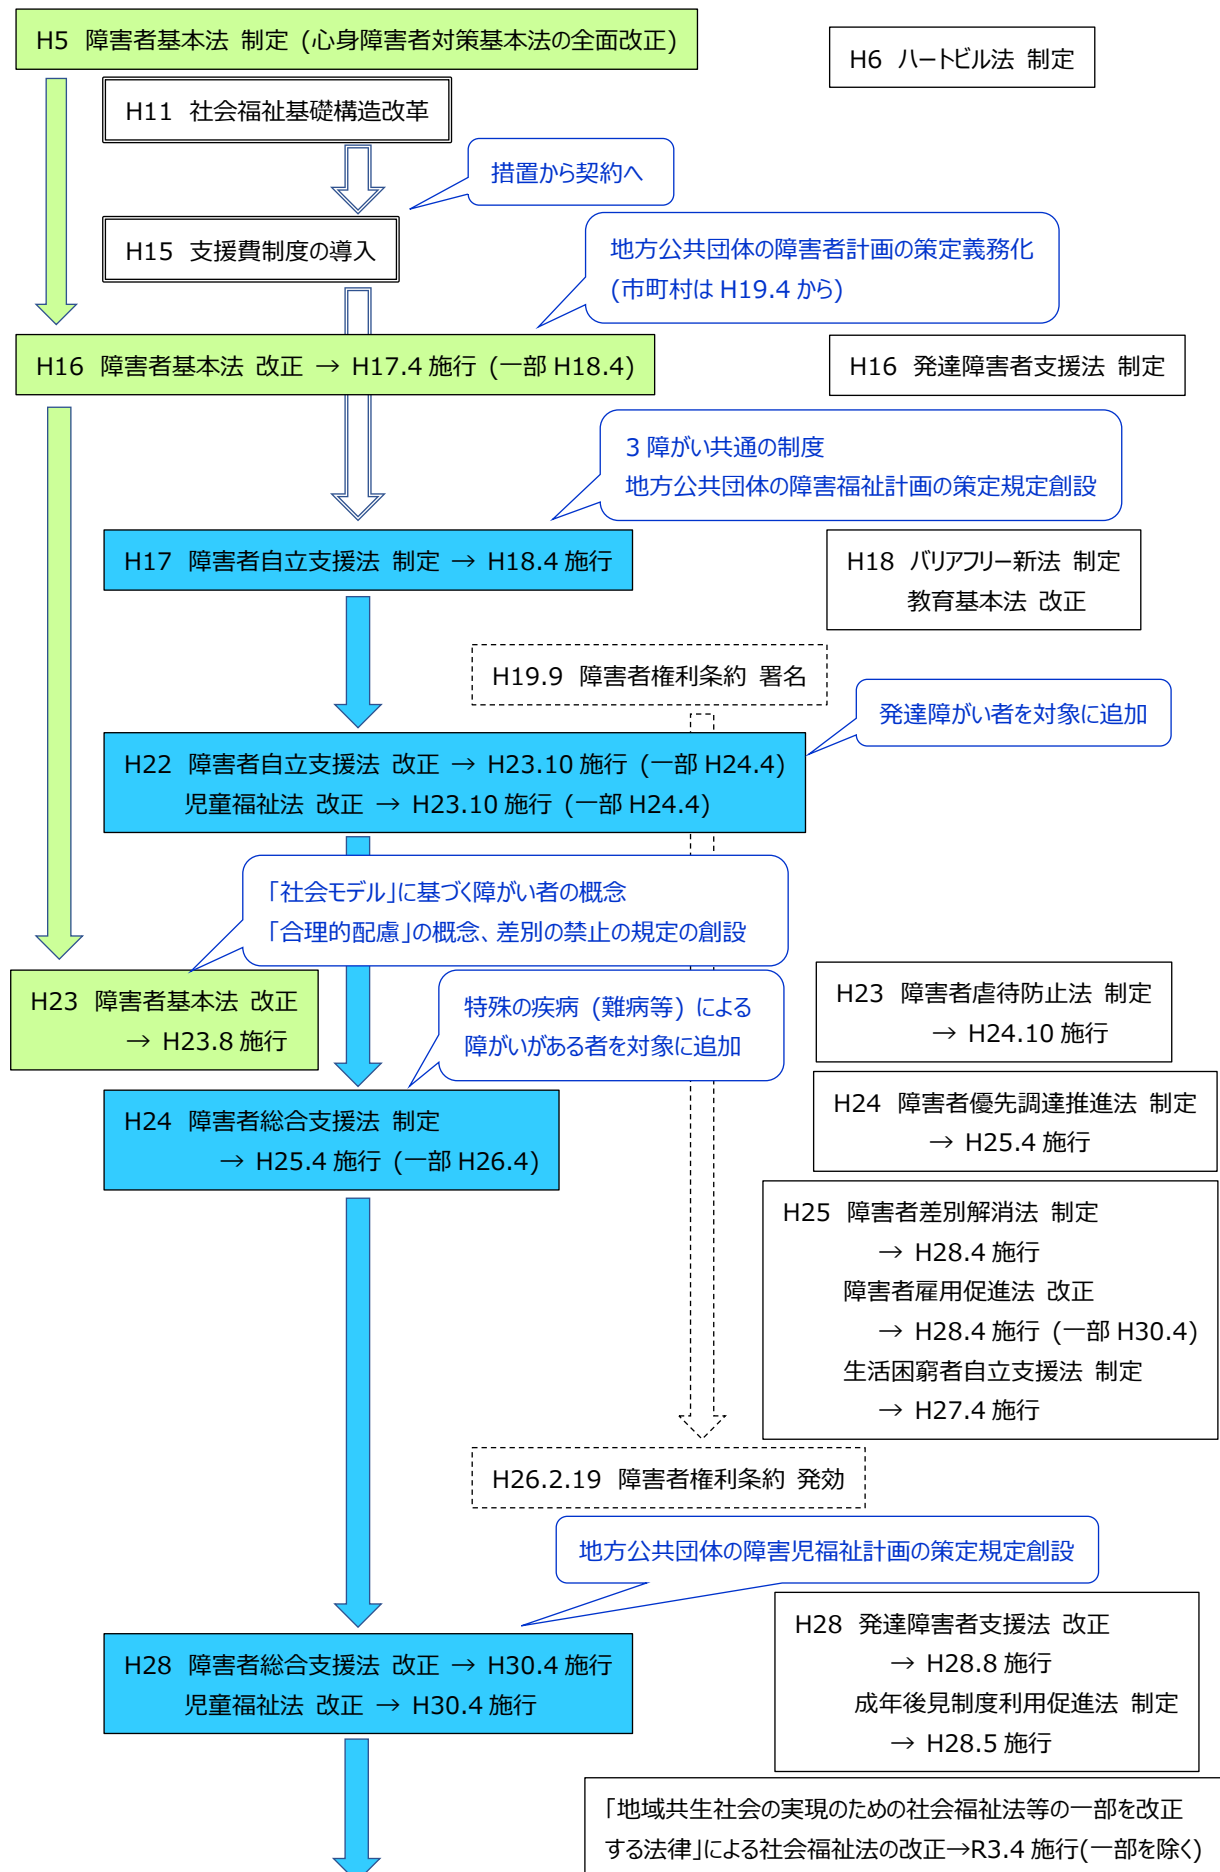 H5 障害者基本法 制定 (心身障害者対策基本法の全面改正)
H6 ハートビル法 制定
H11 社会福祉基礎構造改革
措置から契約へ
H15 支援費制度の導入
地方公共団体の障害者計画の策定義務化
(市町村は H19.4 から)
H16 障害者基本法 改正 → H17.4 施行 (一部 H18.4)
H16 発達障害者支援法 制定
3 障がい共通の制度
地方公共団体の障害福祉計画の策定規定創設
H17 障害者自立支援法 制定 → H18.4 施行
H18 バリアフリー新法 制定
教育基本法 改正
H19.9 障害者権利条約 署名
発達障がい者を対象に追加
H22 障害者自立支援法 改正 → H23.10 施行 (一部 H24.4)
児童福祉法 改正 → H23.10 施行 (一部 H24.4)
「社会モデル」に基づく障がい者の概念
「合理的配慮」の概念、差別の禁止の規定の創設
H23 障害者基本法 改正
→ H23.8 施行
特殊の疾病 (難病等) による
障がいがある者を対象に追加
H23 障害者虐待防止法 制定
→ H24.10 施行
H24 障害者総合支援法 制定
→ H25.4 施行 (一部 H26.4)
H24 障害者優先調達推進法 制定
→ H25.4 施行
H25 障害者差別解消法 制定
→ H28.4 施行
障害者雇用促進法 改正
→ H28.4 施行 (一部 H30.4)
生活困窮者自立支援法 制定
→ H27.4 施行
H26.2.19 障害者権利条約 発効
地方公共団体の障害児福祉計画の策定規定創設
H28 障害者総合支援法 改正 → H30.4 施行
児童福祉法 改正 → H30.4 施行
H28 発達障害者支援法 改正
→ H28.8 施行
成年後見制度利用促進法 制定
→ H28.5 施行
「地域共生社会の実現のための社会福祉法等の一部を改正
する法律」による社会福祉法の改正→R3.4 施行(一部を除く)